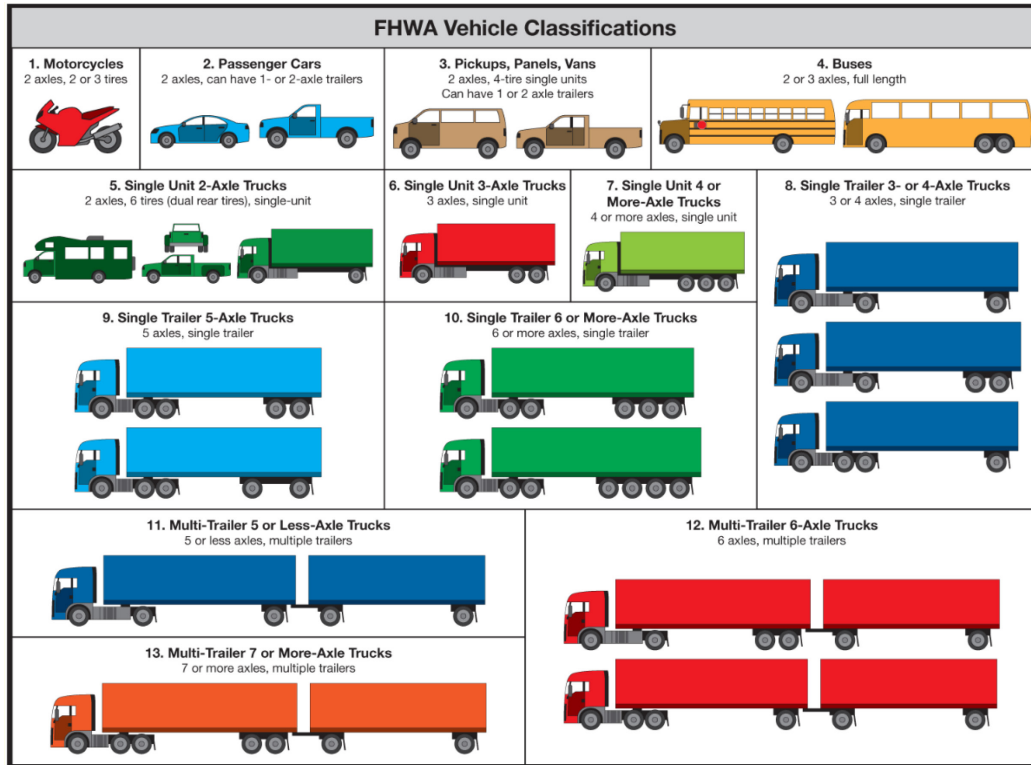 FHWA Vehicle Classifications
1. Motorcycles
2 axles, 2 or 3 tires
2. Passenger Cars
2 axles, can have 1- or 2-axle trailers
3. Pickups, Panels, Vans
2 axles, 4-tire single units
Can have 1 or 2 axle trailers
4. Buses
2 or 3 axles, full length
5. Single Unit 2-Axle Trucks
2 axles, 6 tires (dual rear tires), single-unit
6. Single Unit 3-Axle Trucks
3 axles, single unit
7. Single Unit 4 or
More-Axle Trucks
4 or more axles, single unit
8. Single Trailer 3- or 4-Axle Trucks
3 or 4 axles, single trailer
9. Single Trailer 5-Axle Trucks
5 axles, single trailer
10. Single Trailer 6 or More-Axle Trucks
6 or more axles, single trailer
11. Multi-Trailer 5 or Less-Axle Trucks
5 or less axles, multiple trailers
12. Multi-Trailer 6-Axle Trucks
6 axles, multiple trailers
13. Multi-Trailer 7 or More-Axle Trucks
7 or more axles, multiple trailers